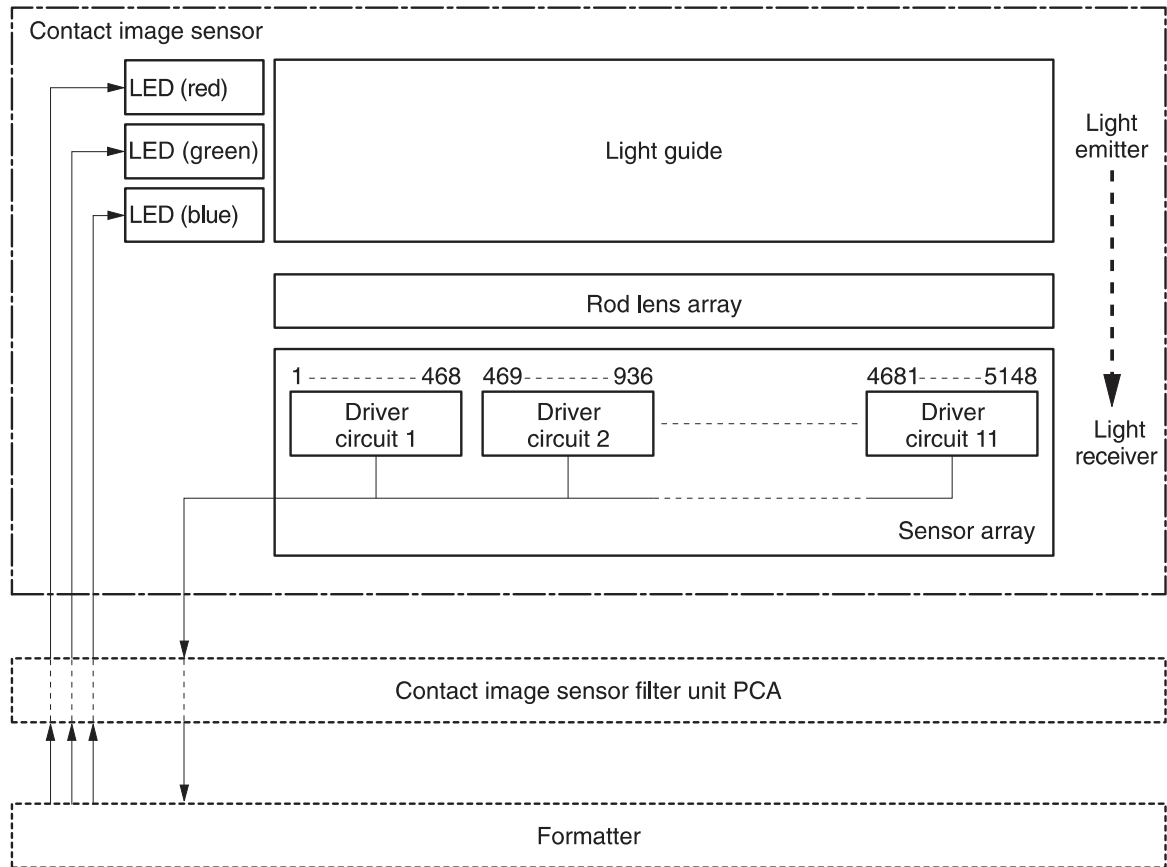 Contact image sensor
LED (red)
LED (green)
LED (blue)
Light guide
Light
emitter
Rod lens array
1 ----------- 468
469 -------- 936
4681 ------ 5148
Driver
circuit 1
Driver
circuit 2
Driver
circuit 11
Light
receiver
Sensor array
Contact image sensor filter unit PCA
Formatter